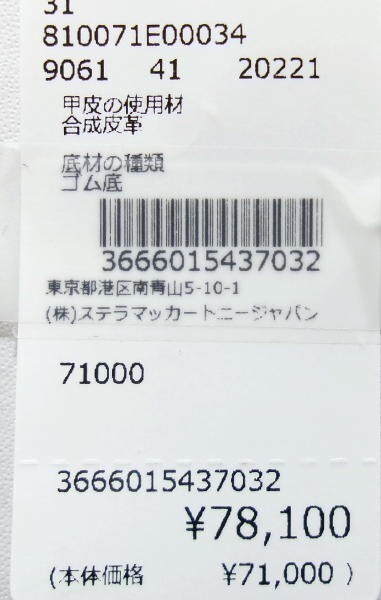 31
810071E00034
9061 41 20221
甲皮の使用材
合成皮革
底材の種類
ゴム底
3666015437032
東京都港区南青山5-10-1
(株)ステラマッカートニージャパン
71000
3666015437032
¥78,100
(本体価格 ¥71,000)